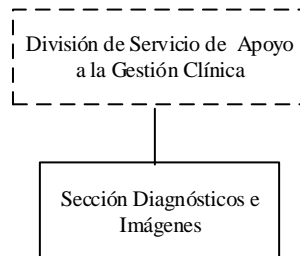 División de Servicio de Apoyo
a la Gestión Clínica
Sección Diagnósticos e
Imágenes